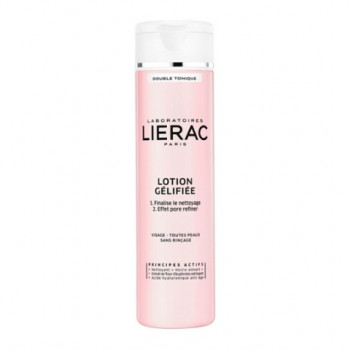 DOUBLE TONIQUE
LABORATOIRES
LIERAC
PARIS
LOTION
GÉLIFIÉE
1. Finalise le nettoyage
2. Effet pore refiner
VISAGE - TOUTES PEAUX
SANS RINÇAGE
PRINCIPES ACTIFS